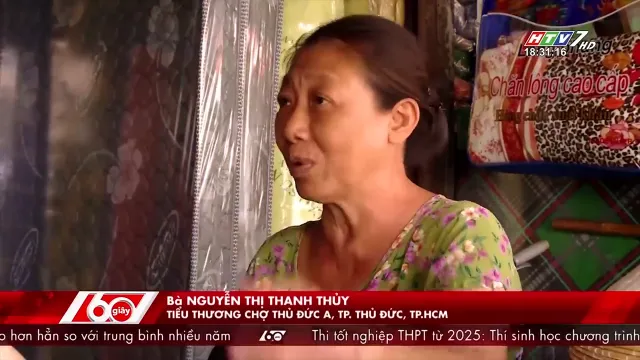 HTV7 HD
18:31:16
Chăn lông cao cấp
Bà NGUYỄN THỊ THANH THỦY
TIỂU THƯƠNG CHỢ THỦ ĐỨC A, TP. THỦ ĐỨC, TP.HCM
60 giây
o hơn hẳn so với trung bình nhiều năm 60 giây Thi tốt nghiệp THPT từ 2025: Thí sinh học chương trình